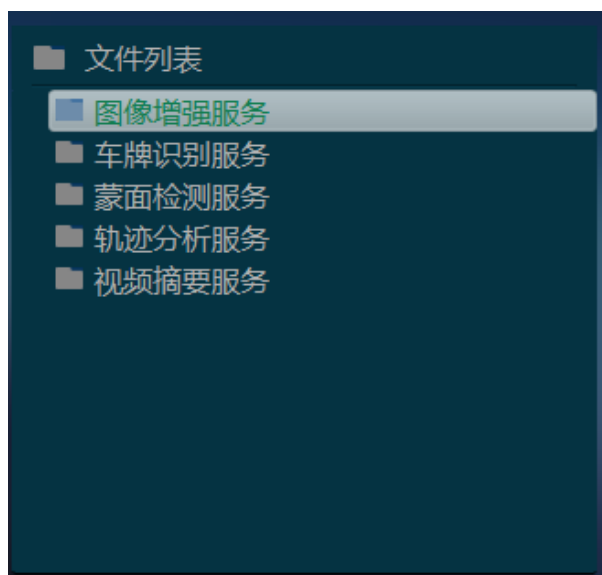 文件列表
图像增强服务
车牌识别服务
蒙面检测服务
轨迹分析服务
视频摘要服务